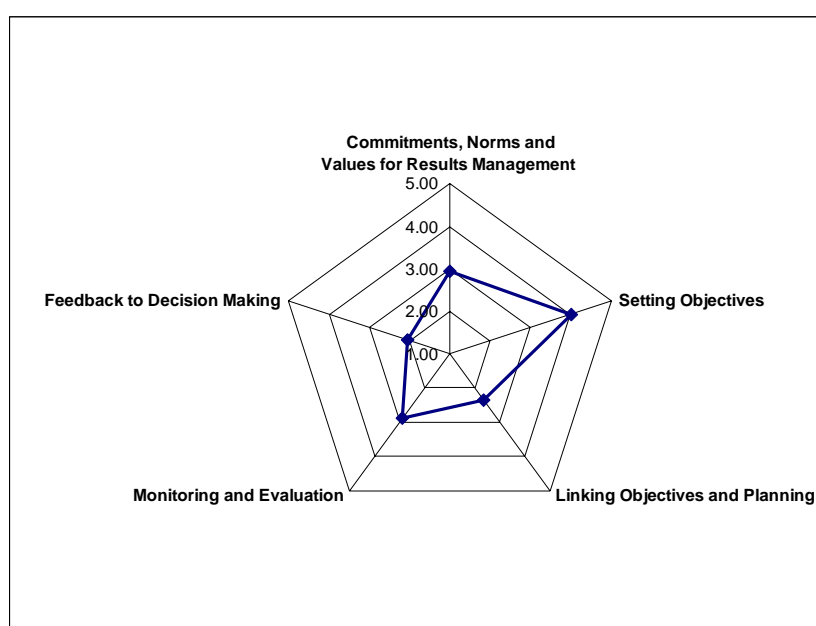 Commitments, Norms and
Values for Results Management
5.00
4.00
3.00
2.00
1.00
Feedback to Decision Making
Setting Objectives
Monitoring and Evaluation
Linking Objectives and Planning